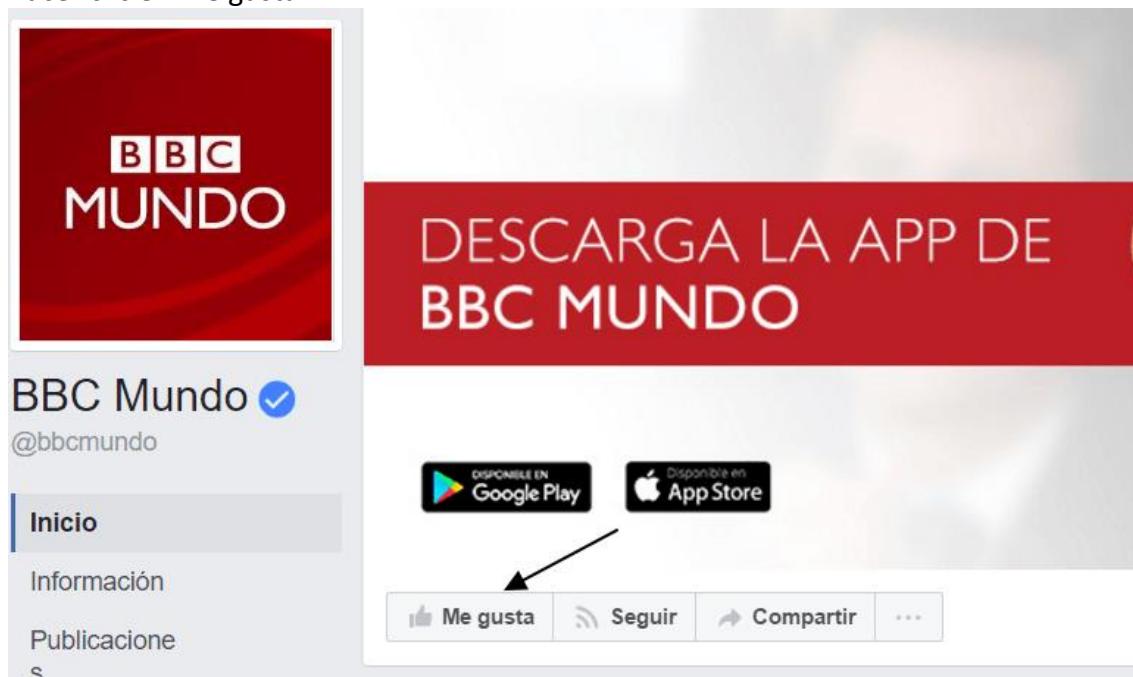 BBC
MUNDO
DESCARGA LA APP DE
BBC MUNDO
BBC Mundo
@bbcmundo
DISPONIBLE EN
Google Play
Disponible en
App Store
Inicio
Información
Publicacione
s
Me gusta
Seguir
Compartir
...